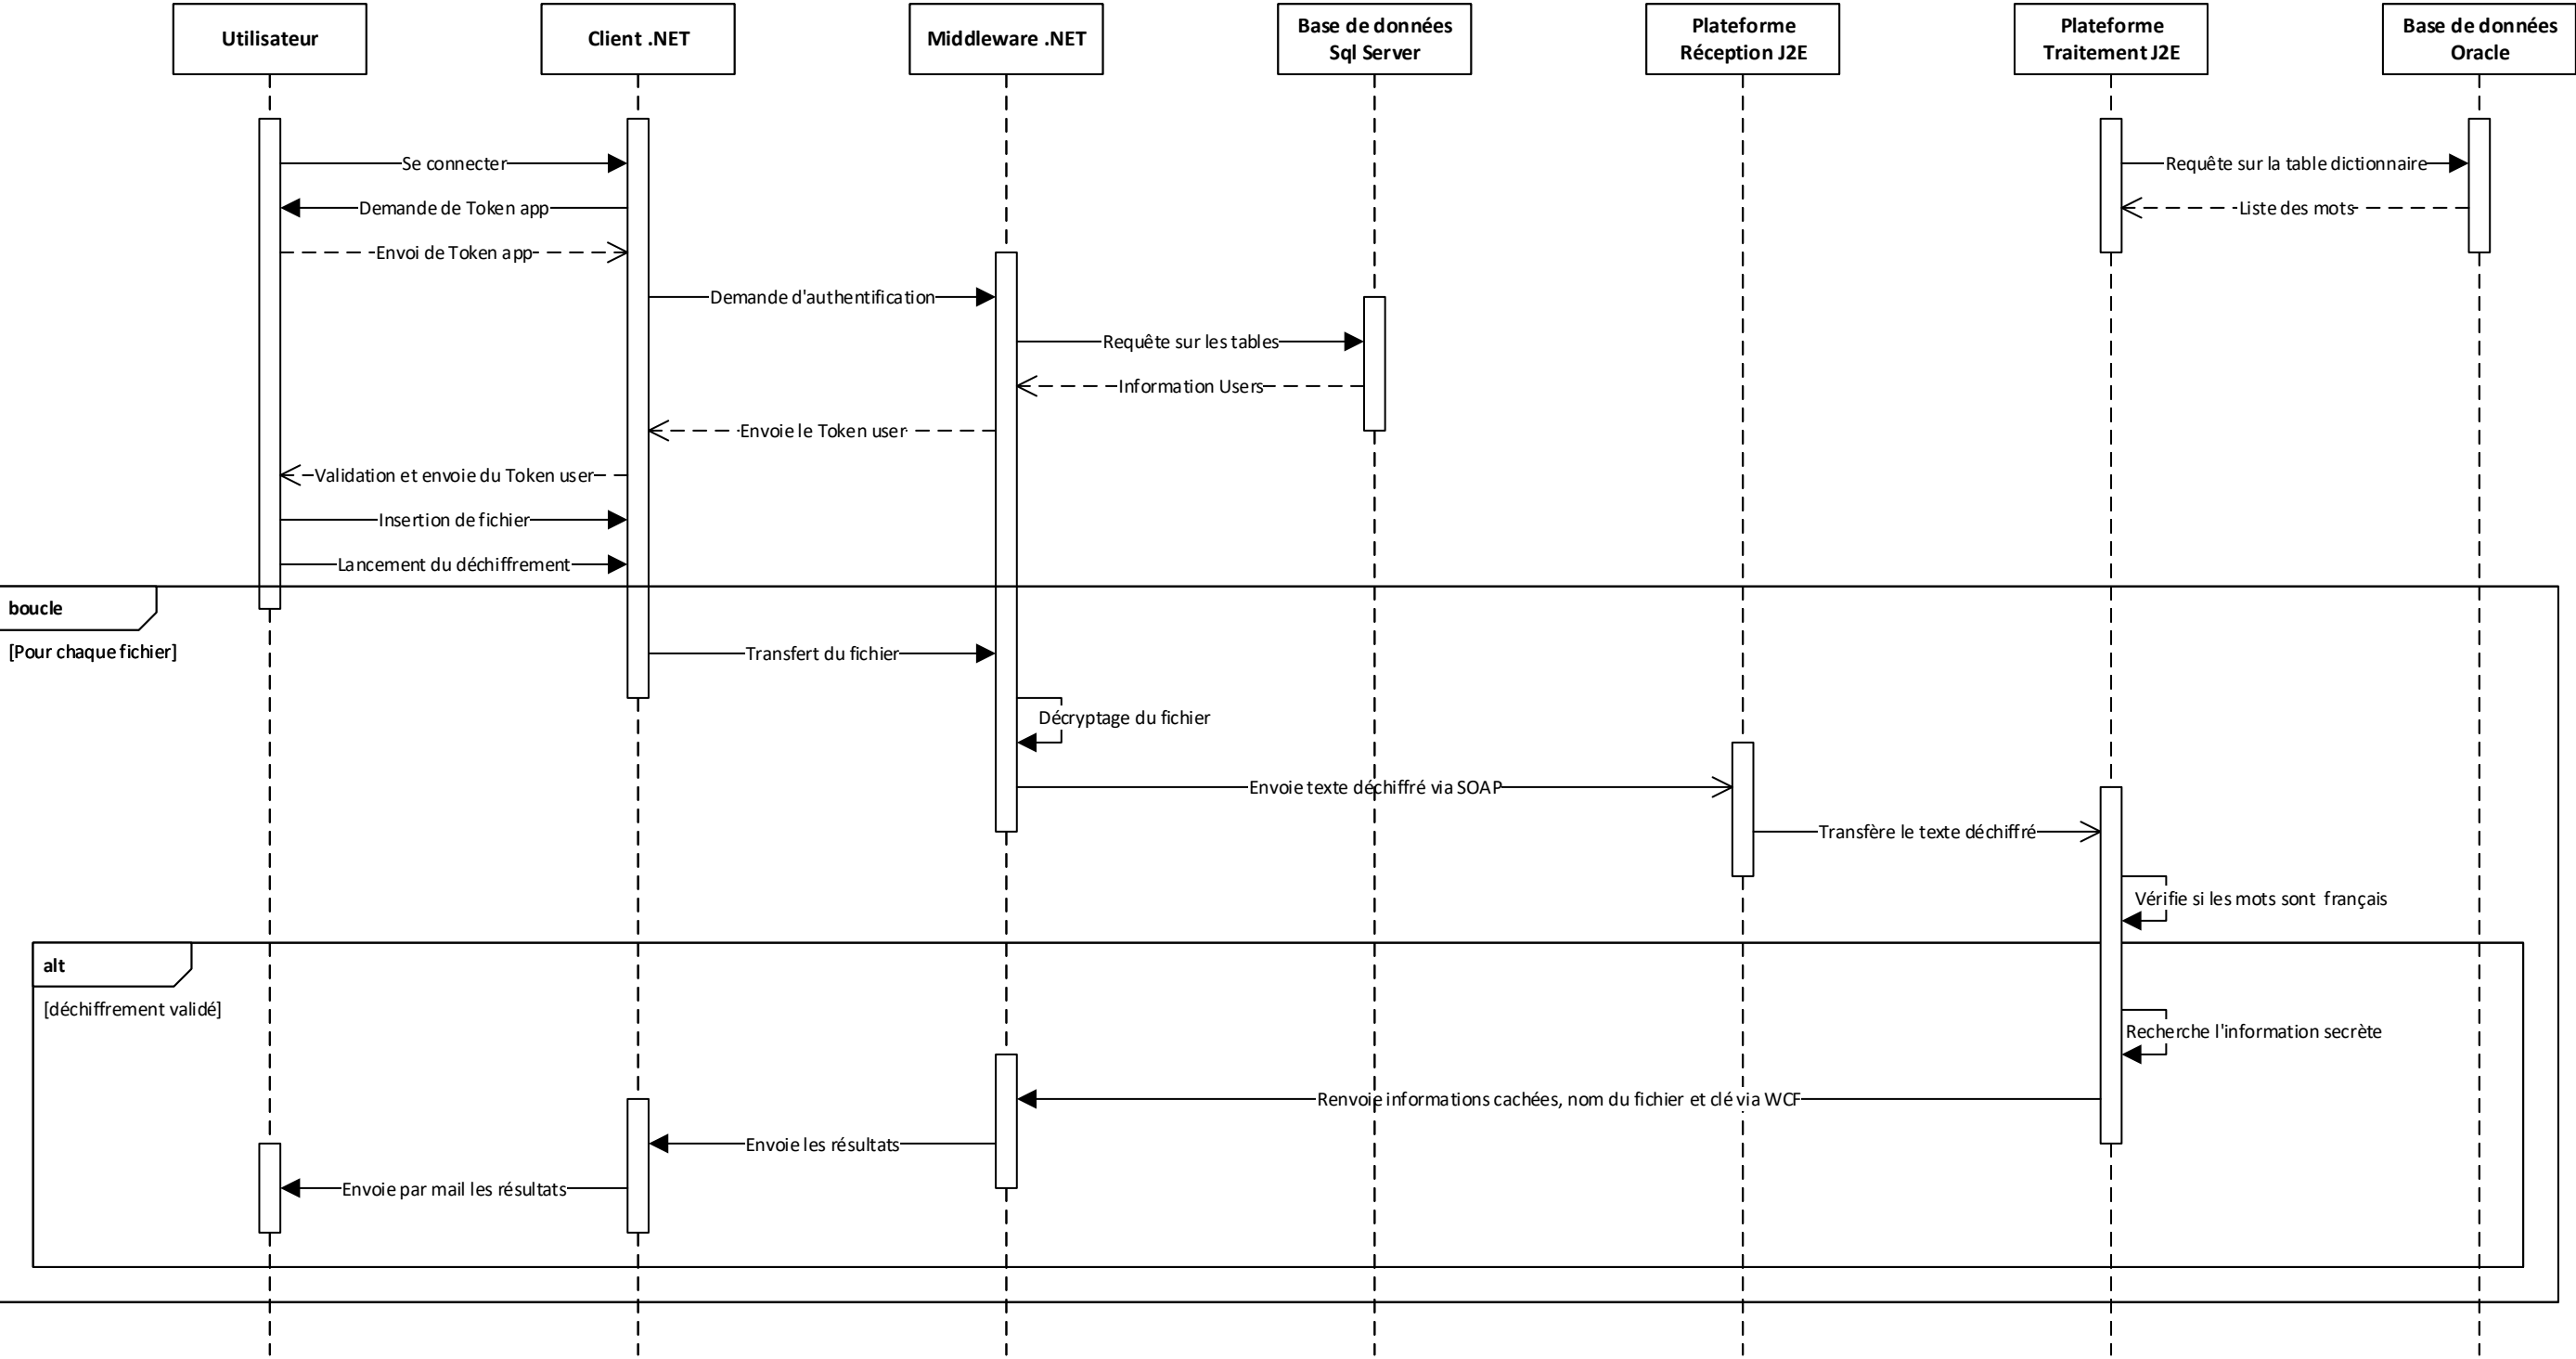 Utilisateur
Client .NET
Middleware .NET
Base de données
Sql Server
Plateforme
Réception J2E
Plateforme
Traitement J2E
Base de données
Oracle
Se connecter
Requête sur la table dictionnaire
Demande de Token app
Liste des mots
Envoi de Token app
Demande d'authentification
Requête sur les tables
Information Users
Envoie le Token user
Validation et envoie du Token user
Insertion de fichier
Lancement du déchiffrement
boucle
[Pour chaque fichier]
Transfert du fichier
Décryptage du fichier
Envoie texte déchiffré via SOAP
Transfère le texte déchiffré
Vérifie si les mots sont français
alt
[déchiffrement validé]
Recherche l'information secrète
Renvoie informations cachées, nom du fichier et clé via WCF
Envoie les résultats
Envoie par mail les résultats